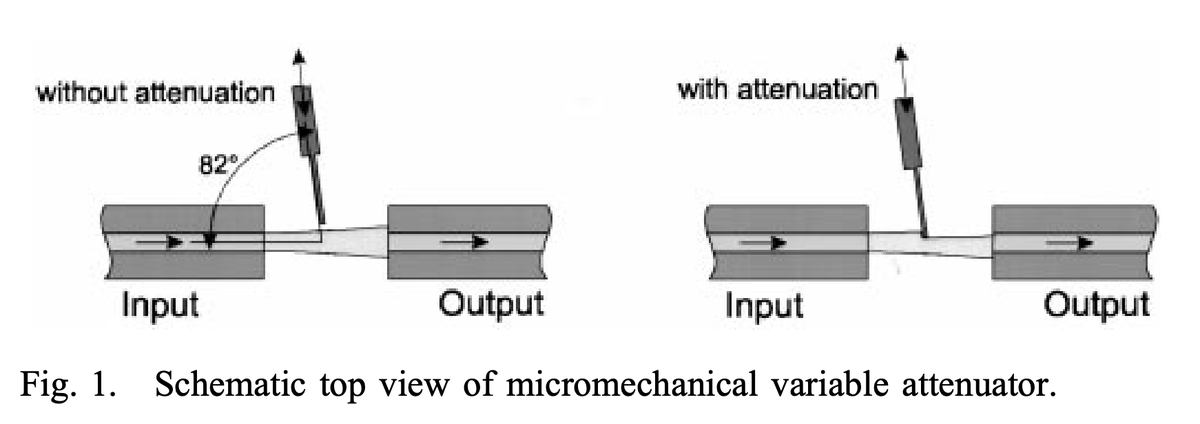 without attenuation
82°
Input
Output
with attenuation
Input
Output
Fig. 1. Schematic top view of micromechanical variable attenuator.